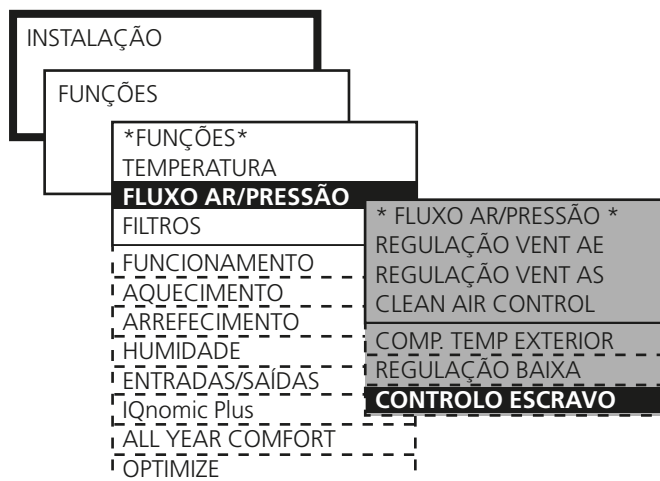 INSTALAÇÃO
FUNÇÕES
*FUNÇÕES*
TEMPERATURA
FLUXO AR/PRESSÃO
FILTROS
FUNCIONAMENTO
AQUECIMENTO
ARREFECIMENTO
HUMIDADE
ENTRADAS/SAÍDAS
IQnomic Plus
ALL YEAR COMFORT
OPTIMIZE
* FLUXO AR/PRESSÃO *
REGULAÇÃO VENT AE
REGULAÇÃO VENT AS
CLEAN AIR CONTROL
COMP. TEMP EXTERIOR
REGULAÇÃO BAIXA
CONTROLO ESCRAVO